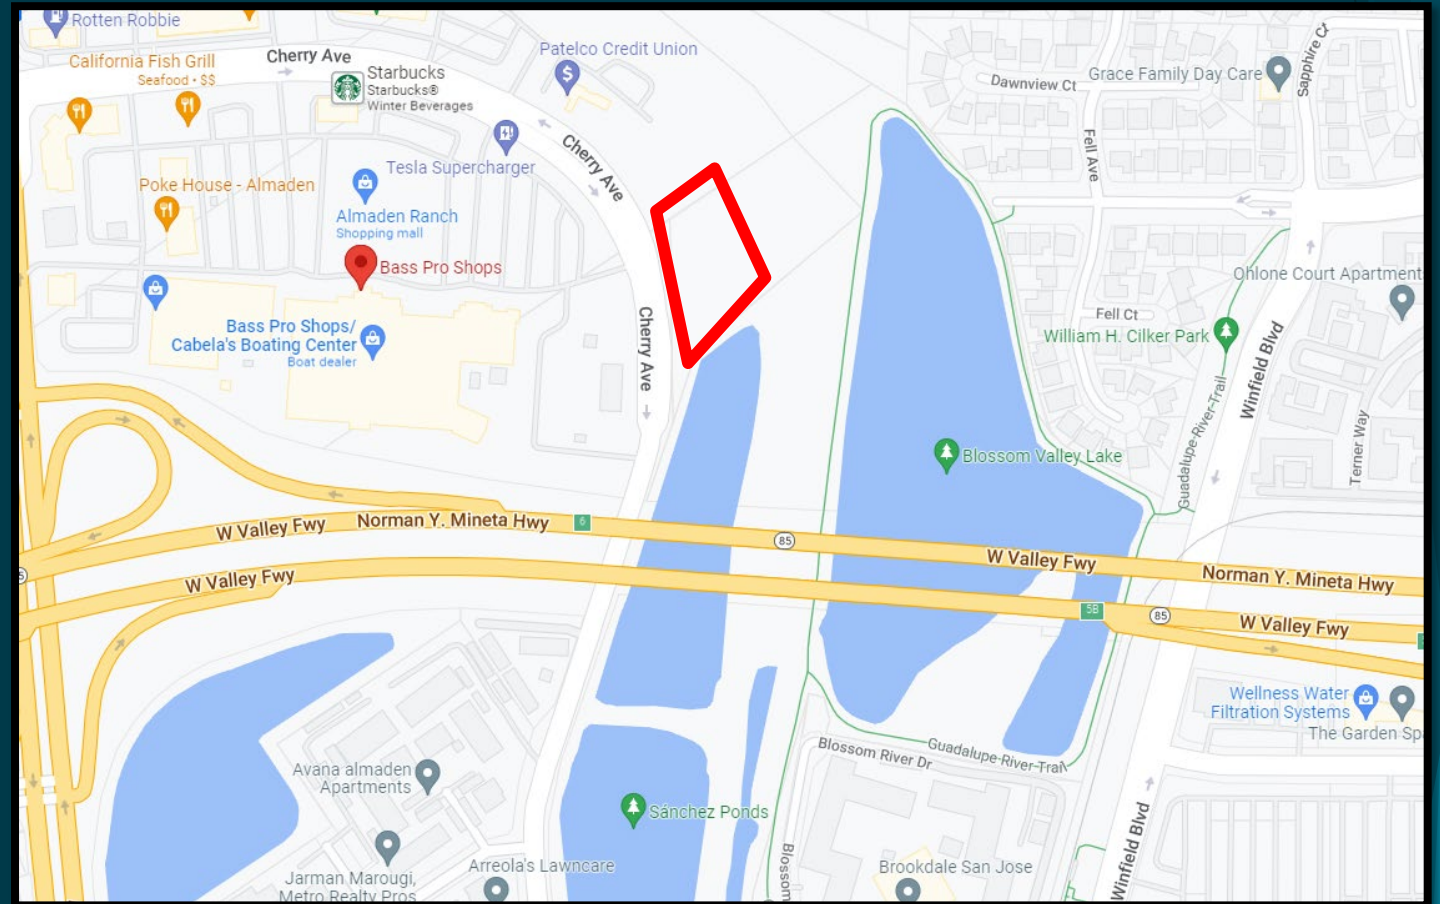 Rotten Robbie
California Fish Grill
Seafood • $$
Cherry Ave
Starbucks
Starbucks®
Winter Beverages
Patelco Credit Union
$
Tesla Supercharger
Cherry Ave
Poke House - Almaden
Almaden Ranch
Shopping mall
Bass Pro Shops
Bass Pro Shops/
Cabela's Boating Center
Boat dealer
Cherry Ave
Dawnview Ct
Grace Family Day Care
Sapphire Ct
Fell Ave
Ohlone Court Apartment
Fell Ct
William H. Cilker Park
Winfield Blvd
Guadalupe-River-Trail
Terner Way
Blossom Valley Lake
W Valley Fwy
Norman Y. Mineta Hwy
6
85
W Valley Fwy
Norman Y. Mineta Hwy
W Valley Fwy
5B
85
W Valley Fwy
Wellness Water
Filtration Systems
The Garden Sp
Blossom River Dr
Guadalupe-River-Trail
Avana almaden
Apartments
Sánchez Ponds
Arreola's Lawncare
Jarman Marougi,
Metro Realty Pros
Blossom
Brookdale San Jose
Winfield Blvd